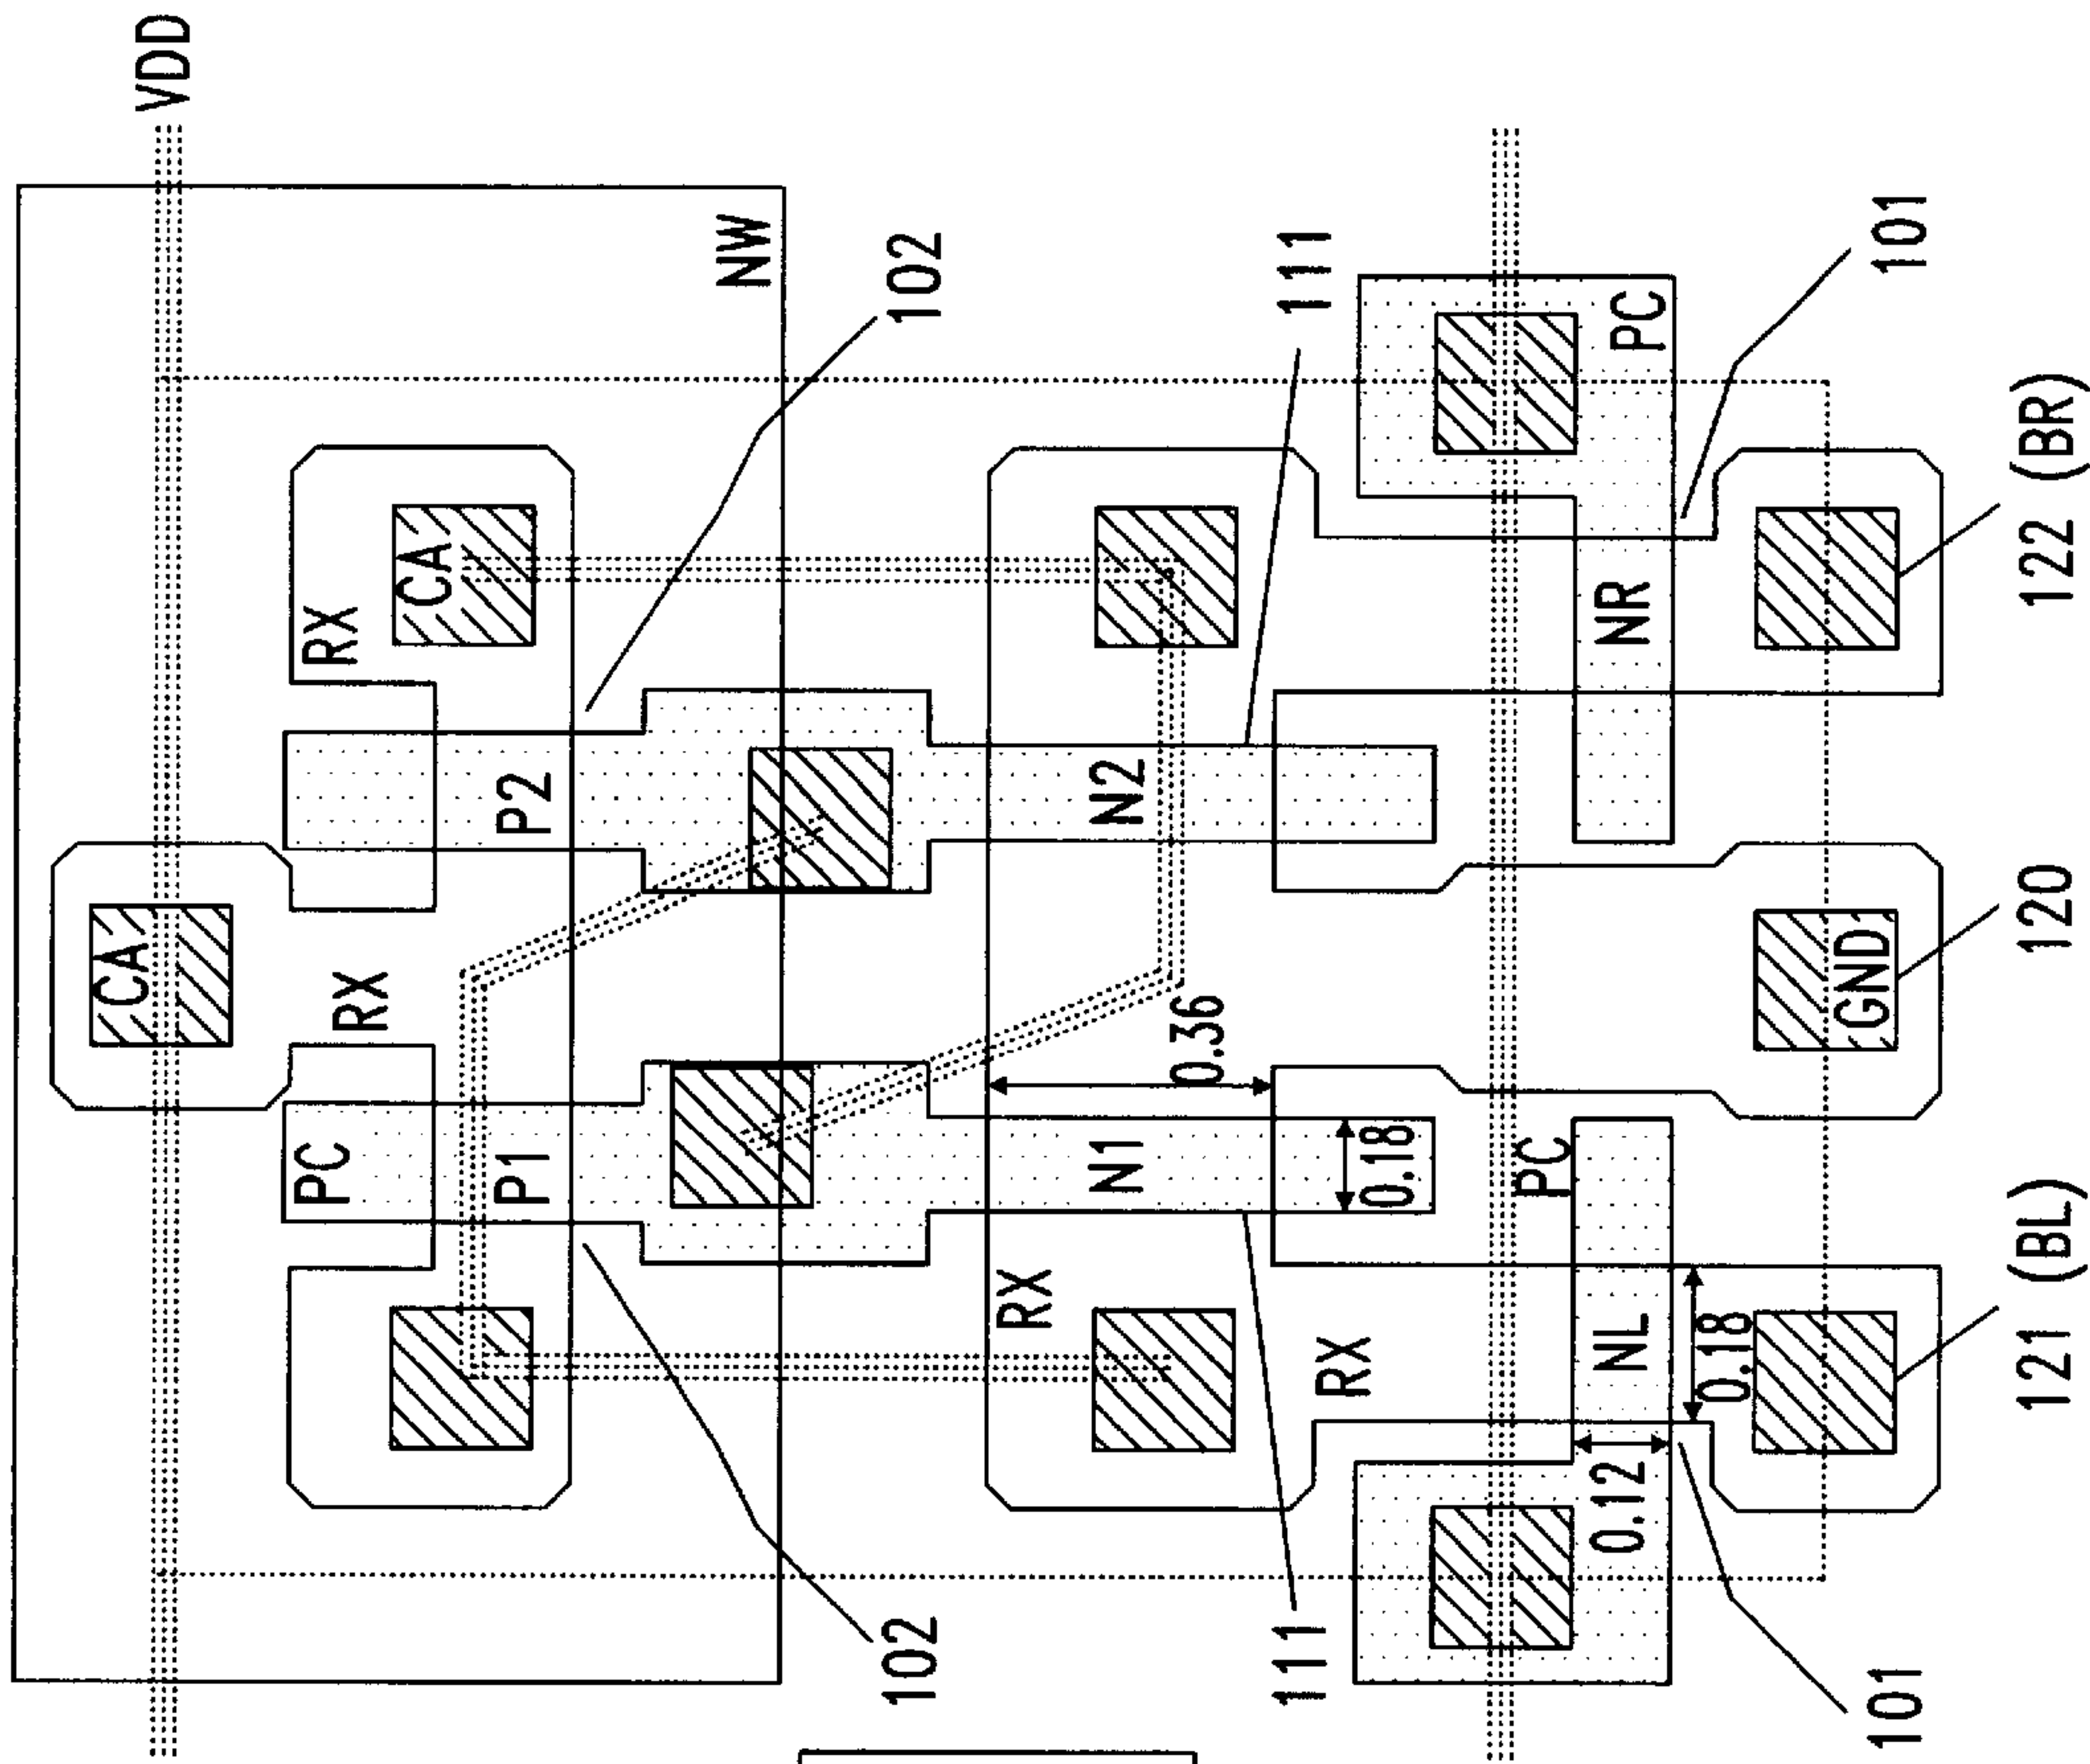 VDD
NW
CA
CA
RX
RX
PC
P1
P2
102
102
N1
N2
111
111
RX
RX
0.36
0.18
PC
PC
NL
NR
0.18
0.12
101
101
GND
121 (BL)
120
122 (BR)